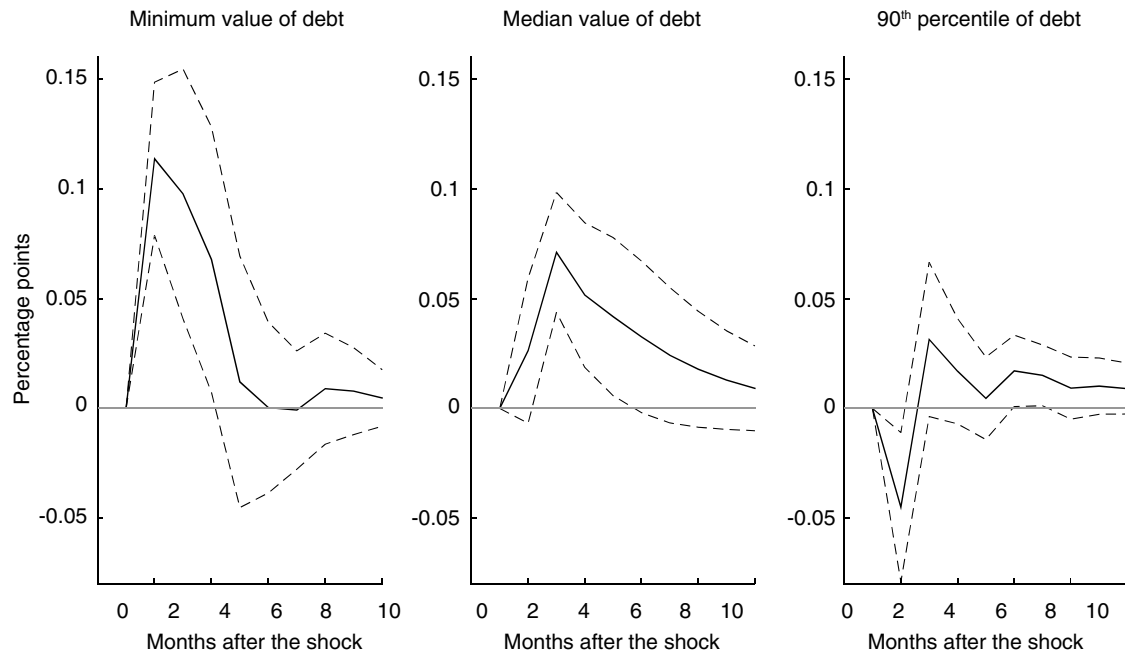 Minimum value of debt
Median value of debt
90th percentile of debt
Percentage points
0.15
0.1
0.05
0
-0.05
0 2 4 6 8 10
Months after the shock
0.15
0.1
0.05
0
-0.05
0 2 4 6 8 10
Months after the shock
0.15
0.1
0.05
0
-0.05
0 2 4 6 8 10
Months after the shock